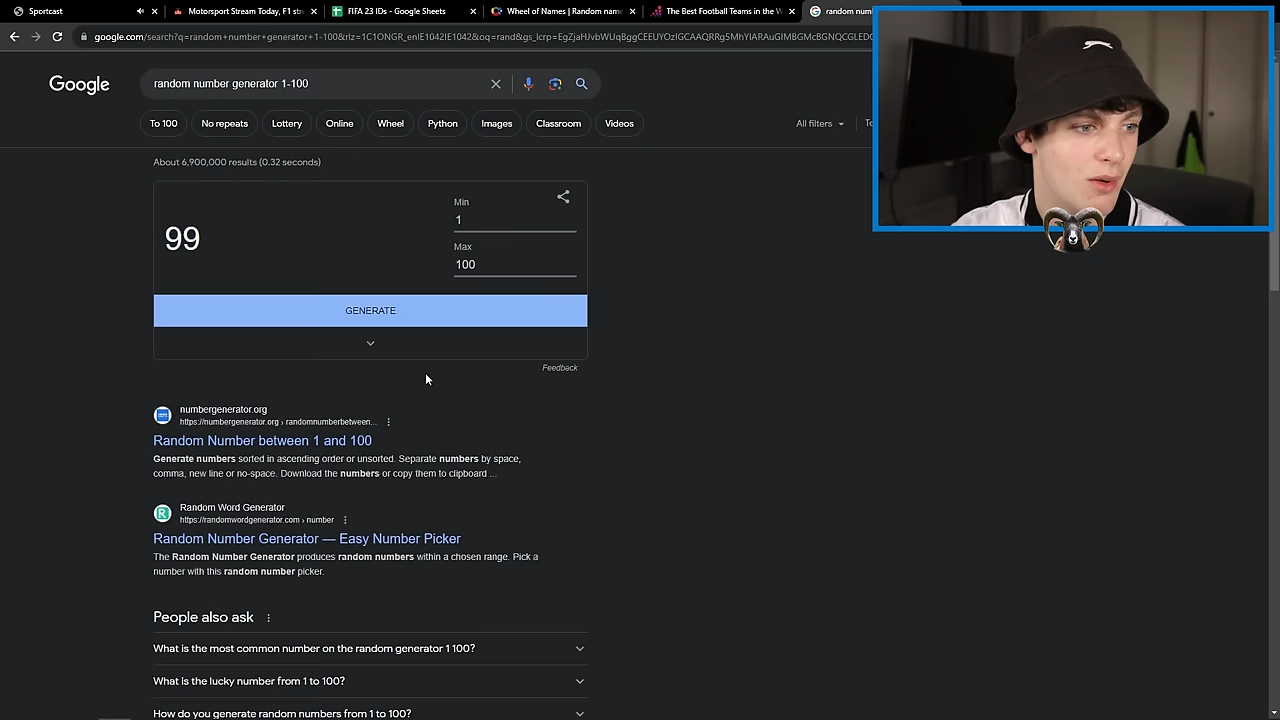 Sportcast
Motorsport Stream Today, F1 str
FIFA 23 IDs - Google Sheets
Wheel of Names | Random name
The Best Football Teams in the W
random num
google.com/search?q=random+number+generator+1-100&rlz=1C1ONGR_enIE1042IE1042&oq=rand&gs_lcrp=EgZjaHJvbWUqBggCEEUYOzIGCAAQRRg5MhYIARAuGIMBGMcBGNQCGLED
Google
random number generator 1-100
To 100
No repeats
Lottery
Online
Wheel
Python
Images
Classroom
Videos
All filters
About 6,900,000 results (0.32 seconds)
99
Min
1
Max
100
GENERATE
Feedback
numbergenerator.org
https://numbergenerator.org › randomnumberbetween...
Random Number between 1 and 100
Generate numbers sorted in ascending order or unsorted. Separate numbers by space,
comma, new line or no-space. Download the numbers or copy them to clipboard ...
Random Word Generator
https://randomwordgenerator.com › number
Random Number Generator — Easy Number Picker
The Random Number Generator produces random numbers within a chosen range. Pick a
number with this random number picker.
People also ask
What is the most common number on the random generator 1 100?
What is the lucky number from 1 to 100?
How do you generate random numbers from 1 to 100?